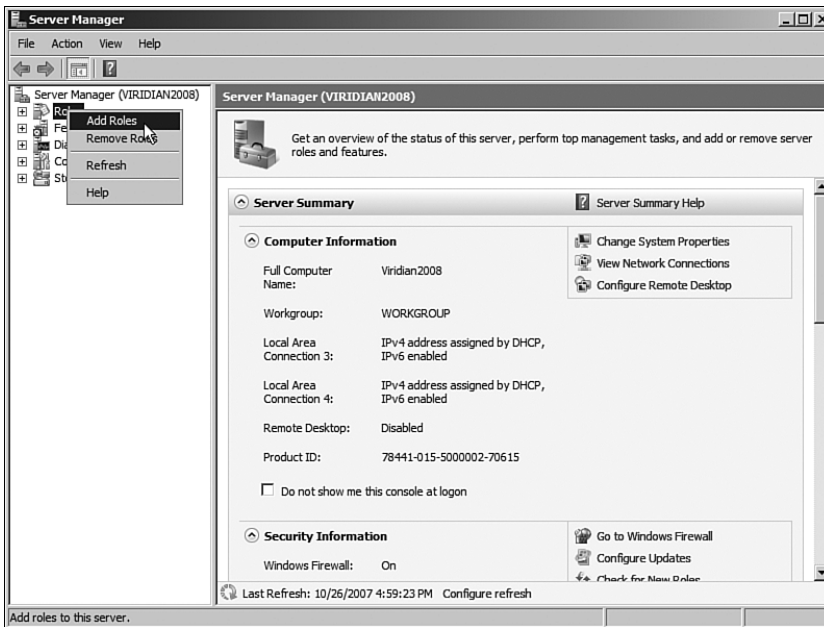 Server Manager
File Action View Help
Server Manager (VIRIDIAN2008)
Add Roles
Remove Roles
Refresh
Help
Server Manager (VIRIDIAN2008)
Get an overview of the status of this server, perform top management tasks, and add or remove server
roles and features.
Server Summary
Server Summary Help
Computer Information
Full Computer
Name:
Viridian2008
Workgroup:
WORKGROUP
Local Area
Connection 3:
IPv4 address assigned by DHCP,
IPv6 enabled
Local Area
Connection 4:
IPv4 address assigned by DHCP,
IPv6 enabled
Remote Desktop:
Disabled
Product ID:
78441-015-5000002-70615
Do not show me this console at logon
Change System Properties
View Network Connections
Configure Remote Desktop
Security Information
Windows Firewall:
On
Go to Windows Firewall
Configure Updates
Check for New Roles
Last Refresh: 10/26/2007 4:59:23 PM Configure refresh
Add roles to this server.